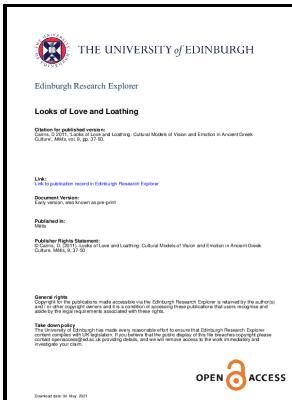 THE UNIVERSITY of EDINBURGH
Edinburgh Research Explorer
Looks of Love and Loathing
Citation for published version:
Cairns, D 2011, 'Looks of Love and Loathing: Cultural Models of Vision and Emotion in Ancient Greek
Culture', Métis, vol. 9, pp. 37-50.
Link:
Link to publication record in Edinburgh Research Explorer
Document Version:
Early version, also known as pre-print
Published In:
Métis
Publisher Rights Statement:
© Cairns, D. (2011). Looks of Love and Loathing: Cultural Models of Vision and Emotion in Ancient Greek
Culture. Métis, 9, 37-50
General rights
Copyright for the publications made accessible via the Edinburgh Research Explorer is retained by the author(s)
and / or other copyright owners and it is a condition of accessing these publications that users recognise and
abide by the legal requirements associated with these rights.
Take down policy
The University of Edinburgh has made every reasonable effort to ensure that Edinburgh Research Explorer
content complies with UK legislation. If you believe that the public display of this file breaches copyright please
contact openaccess@ed.ac.uk providing details, and we will remove access to the work immediately and
investigate your claim.
OPEN ACCESS
Download date: 04. May. 2021